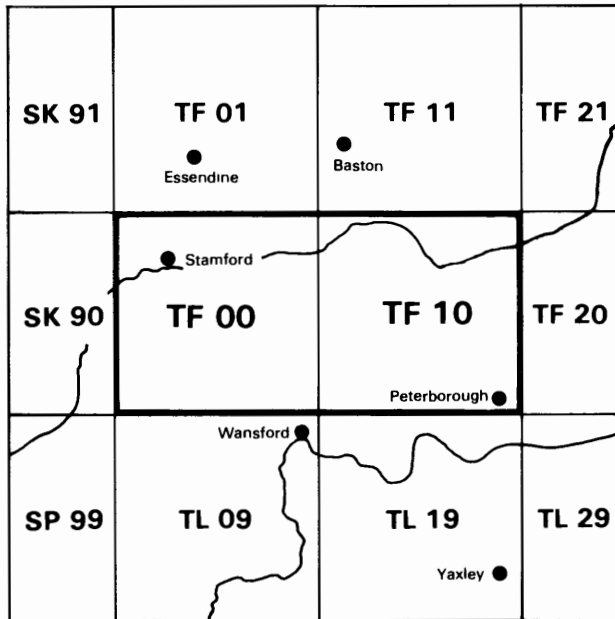 SK 91
TF 01
TF 11
TF 21
Essendine
Baston
Stamford
SK 90
TF 00
TF 10
TF 20
Peterborough
Wansford
SP 99
TL 09
TL 19
TL 29
Yaxley